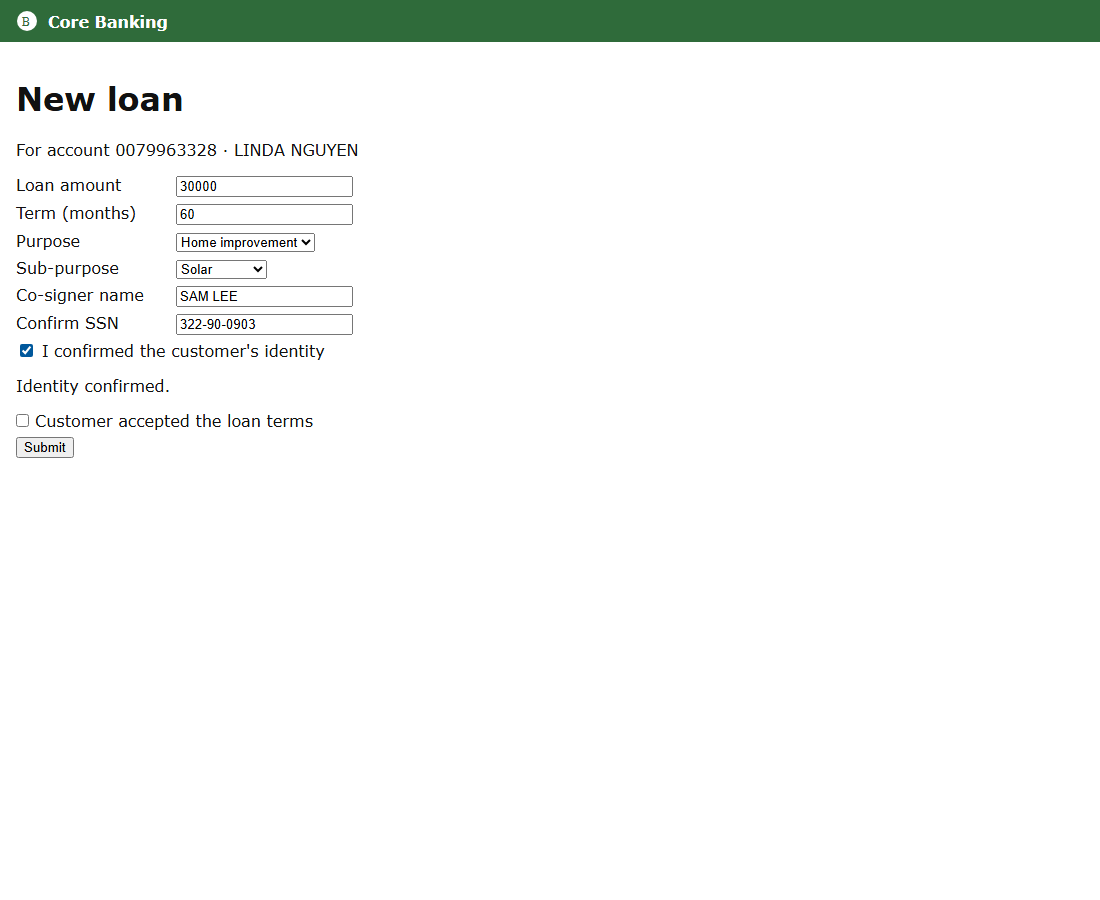 B Core Banking
New loan
For account 0079963328 · LINDA NGUYEN
Loan amount 30000
Term (months) 60
Purpose Home improvement
Sub-purpose Solar
Co-signer name SAM LEE
Confirm SSN 322-90-0903
I confirmed the customer's identity
Identity confirmed.
Customer accepted the loan terms
Submit